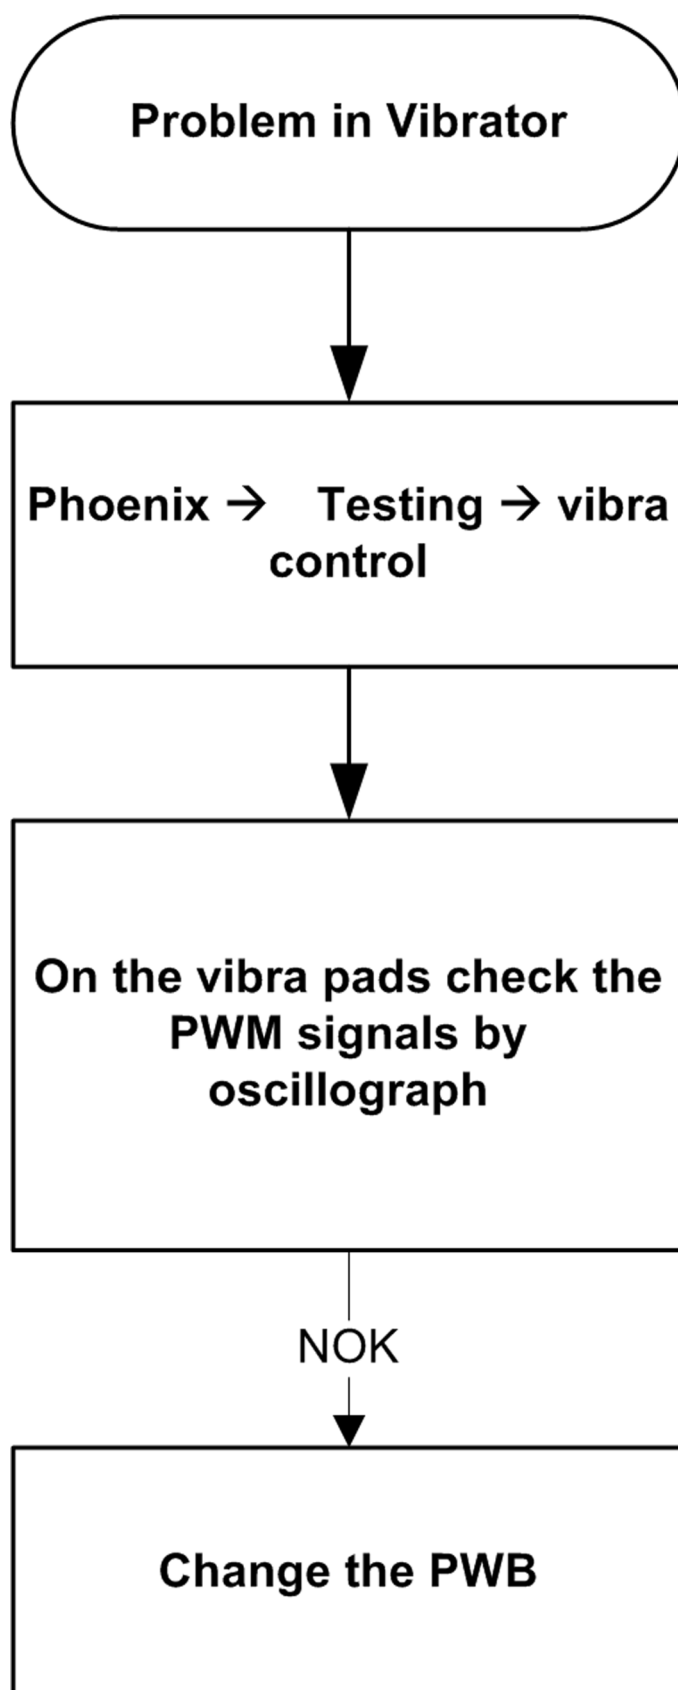 Problem in Vibrator
Phoenix → Testing → vibra
control
On the vibra pads check the
PWM signals by
oscillograph
NOK
Change the PWB